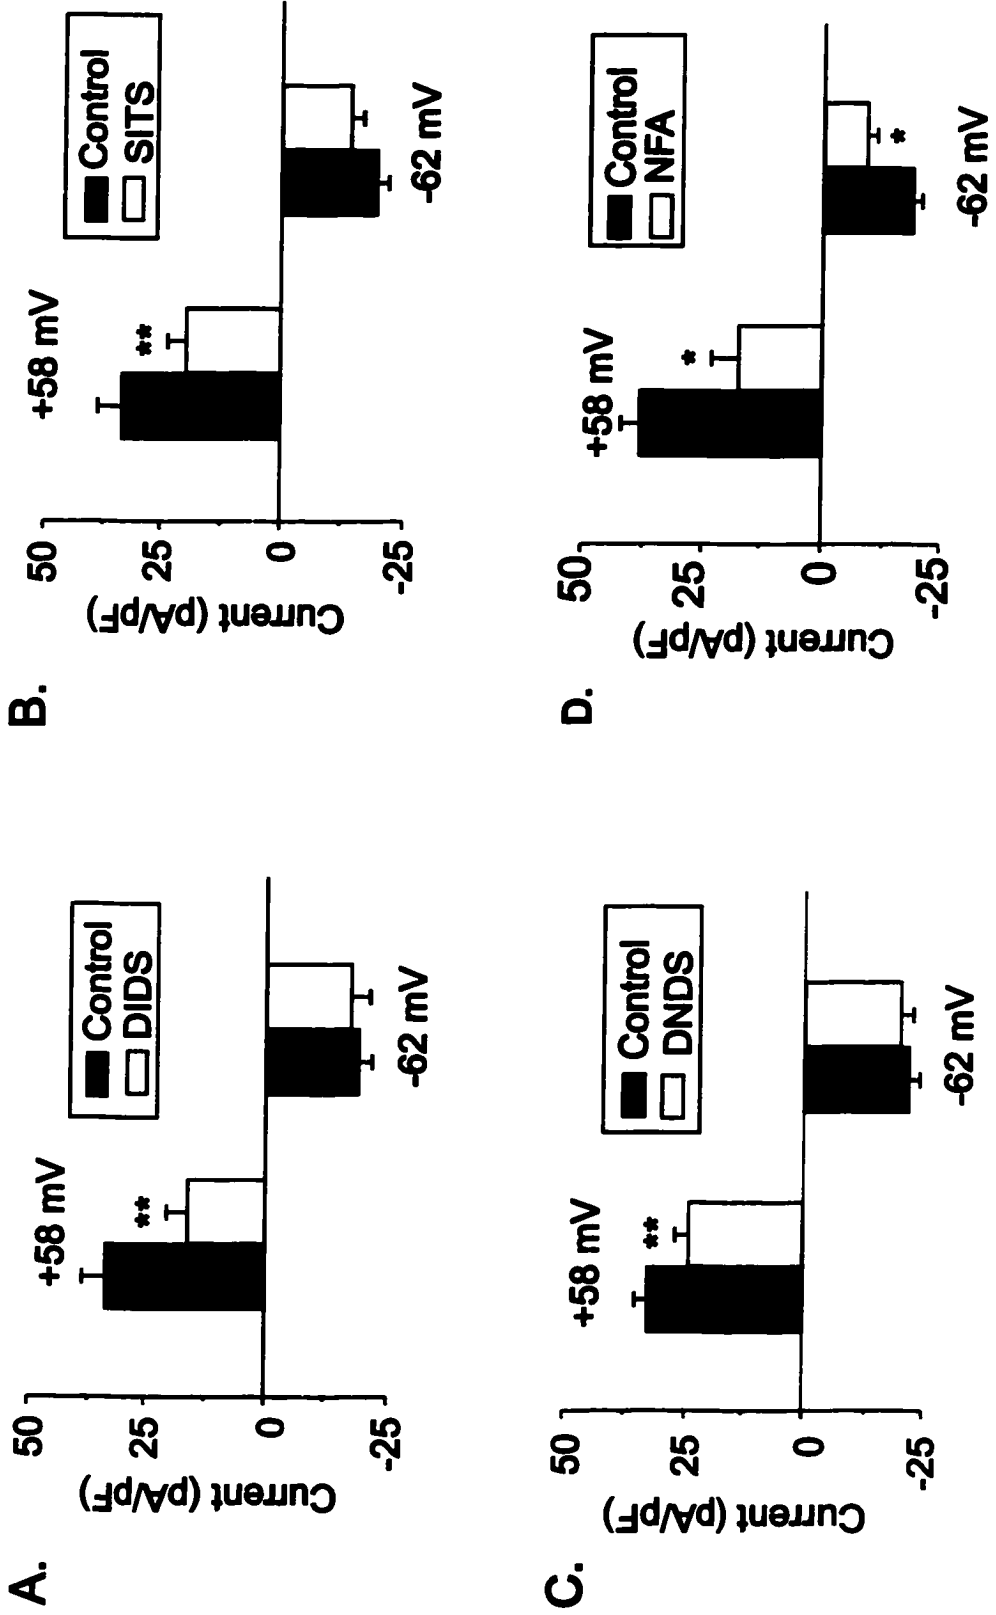 A.
+58 mV
Control
DIDS
50
25
0
-25
Current (pA/pF)
**
-62 mV
B.
+58 mV
Control
SITS
50
25
0
-25
Current (pA/pF)
**
-62 mV
C.
+58 mV
Control
DNDS
50
25
0
-25
Current (pA/pF)
**
-62 mV
D.
+58 mV
Control
NFA
50
25
0
-25
Current (pA/pF)
*
*
-62 mV